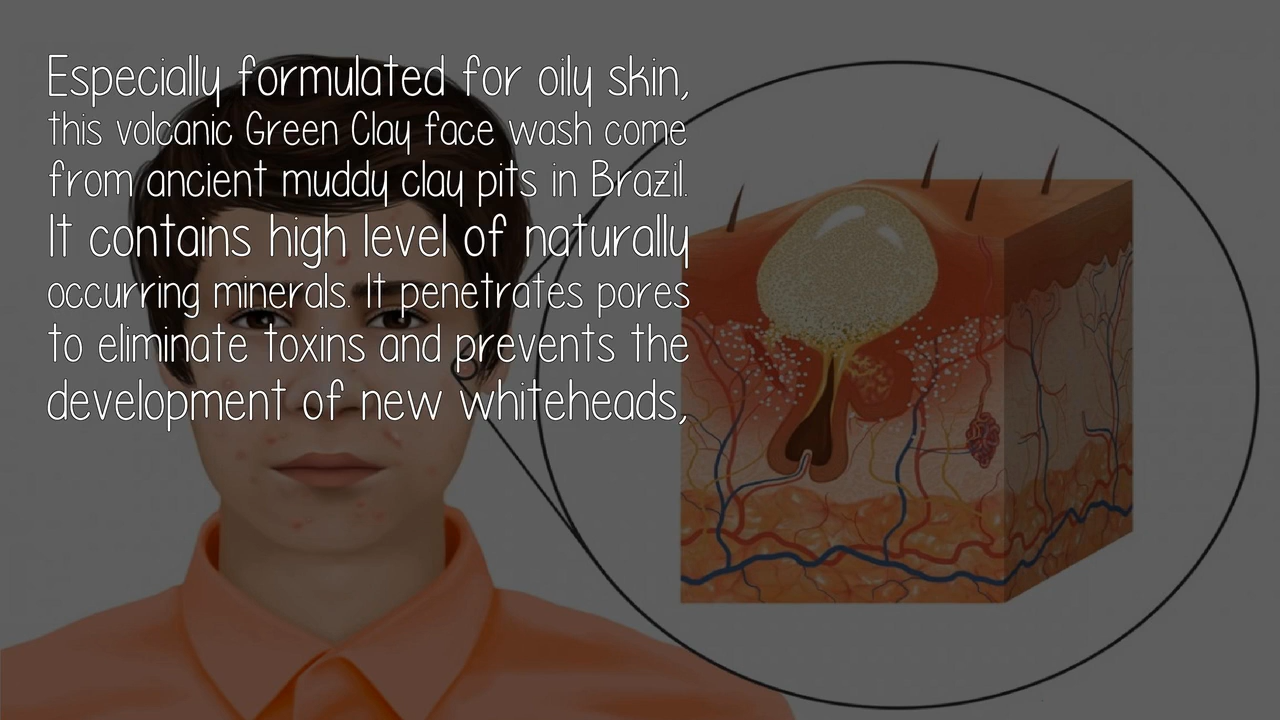 Especially formulated for oily skin,
this volcanic Green Clay face wash come
from ancient muddy clay pits in Brazil.
It contains high level of naturally
occurring minerals. It penetrates pores
to eliminate toxins and prevents the
development of new whiteheads,